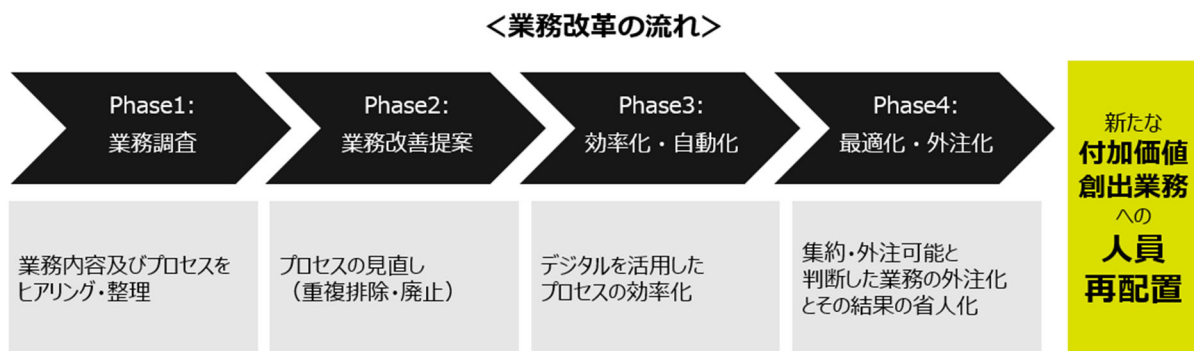 ＜業務改革の流れ＞
Phase1:
業務調査
Phase2:
業務改善提案
Phase3:
効率化・自動化
Phase4:
最適化・外注化
業務内容及びプロセスを
ヒアリング・整理
プロセスの見直し
（重複排除・廃止）
デジタルを活用した
プロセスの効率化
集約・外注可能と
判断した業務の外注化
とその結果の省人化
新たな
付加価値
創出業務
への
人員
再配置